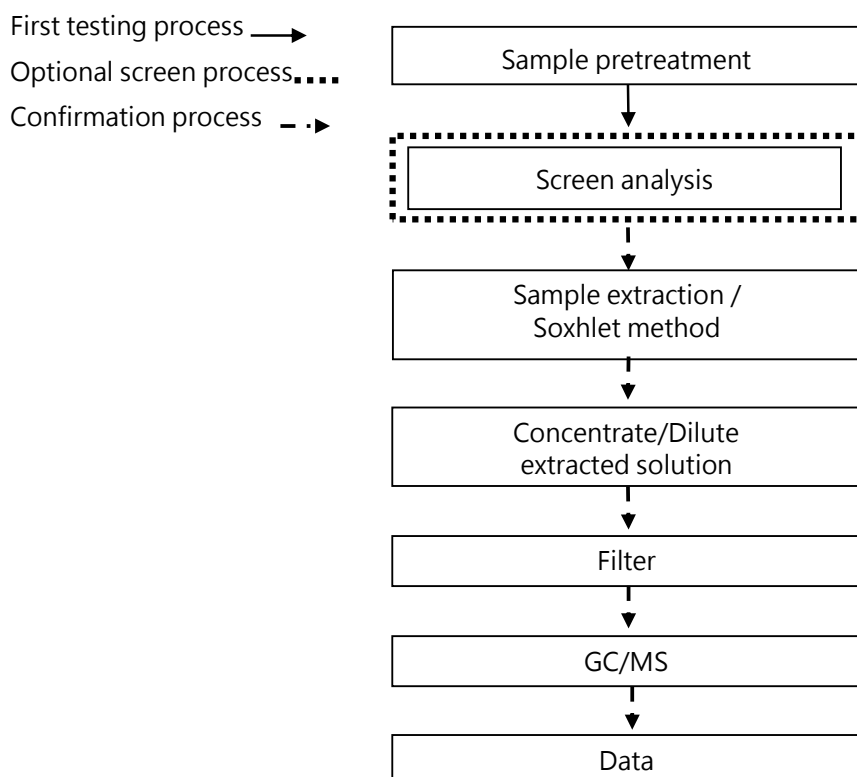 First testing process
Optional screen process
Confirmation process
Sample pretreatment
Screen analysis
Sample extraction /
Soxhlet method
Concentrate/Dilute
extracted solution
Filter
GC/MS
Data